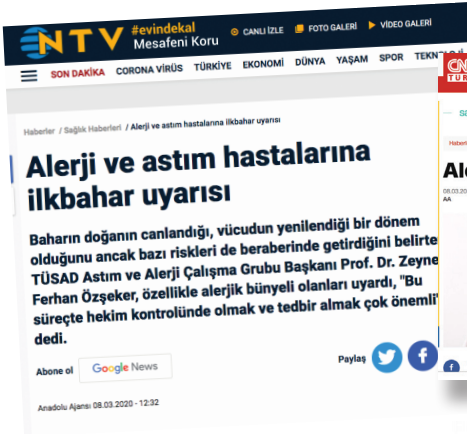 NTV
#evindekal
Mesafeni Koru
CANLI İZLE
FOTO GALERİ
VİDEO GALERİ
SON DAKİKA CORONA VİRÜS TÜRKİYE EKONOMİ DÜNYA YAŞAM SPOR TEKNOLOJİ
Haberler / Sağlık Haberleri / Alerji ve astım hastalarına ilkbahar uyarısı
Alerji ve astım hastalarına
ilkbahar uyarısı
Baharın doğanın canlandığı, vücudun yenilendiği bir dönem
olduğunu ancak bazı riskleri de beraberinde getirdiğini belirte
TÜSAD Astım ve Alerji Çalışma Grubu Başkanı Prof. Dr. Zeyne
Ferhan Özşeker, özellikle alerjik bünyeli olanları uyardı, "Bu
süreçte hekim kontrolünde olmak ve tedbir almak çok önemli"
dedi.
Abone ol Google News
Paylaş
Anadolu Ajansı 08.03.2020 - 12:32
CN
TÜR
Haberl
Al
08.03.20
AA